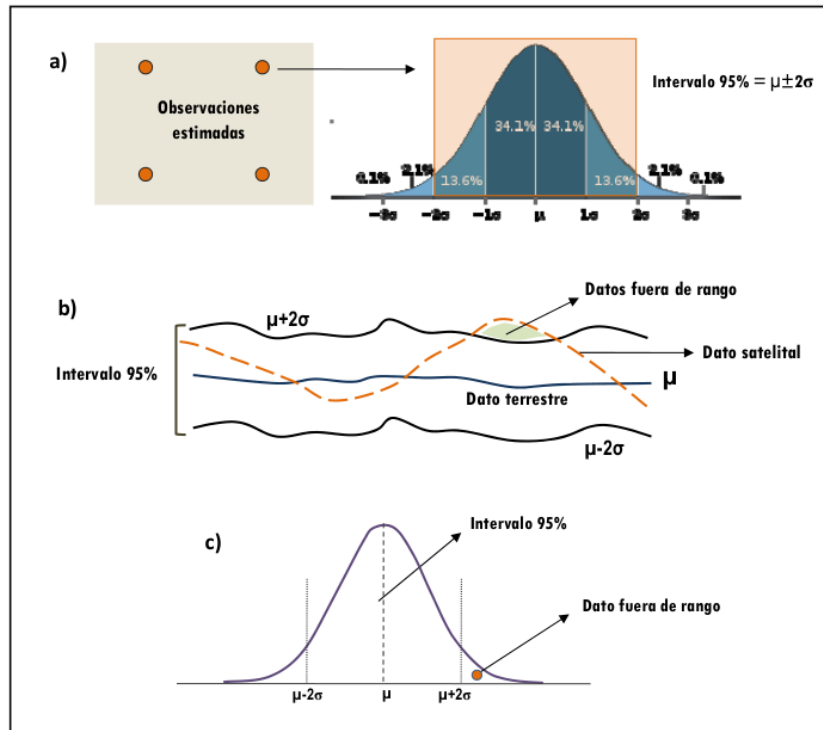 a)
Observaciones
estimadas
Intervalo 95% = µ±2σ
34.1% 34.1%
0.1% 2.1% 13.6% 13.6% 2.1% 0.1%
-3σ -2σ -1σ µ 1σ 2σ 3σ
b)
Datos fuera de rango
µ+2σ
Dato satelital
Intervalo 95%
µ
Dato terrestre
µ-2σ
c)
Intervalo 95%
Dato fuera de rango
µ-2σ µ µ+2σ